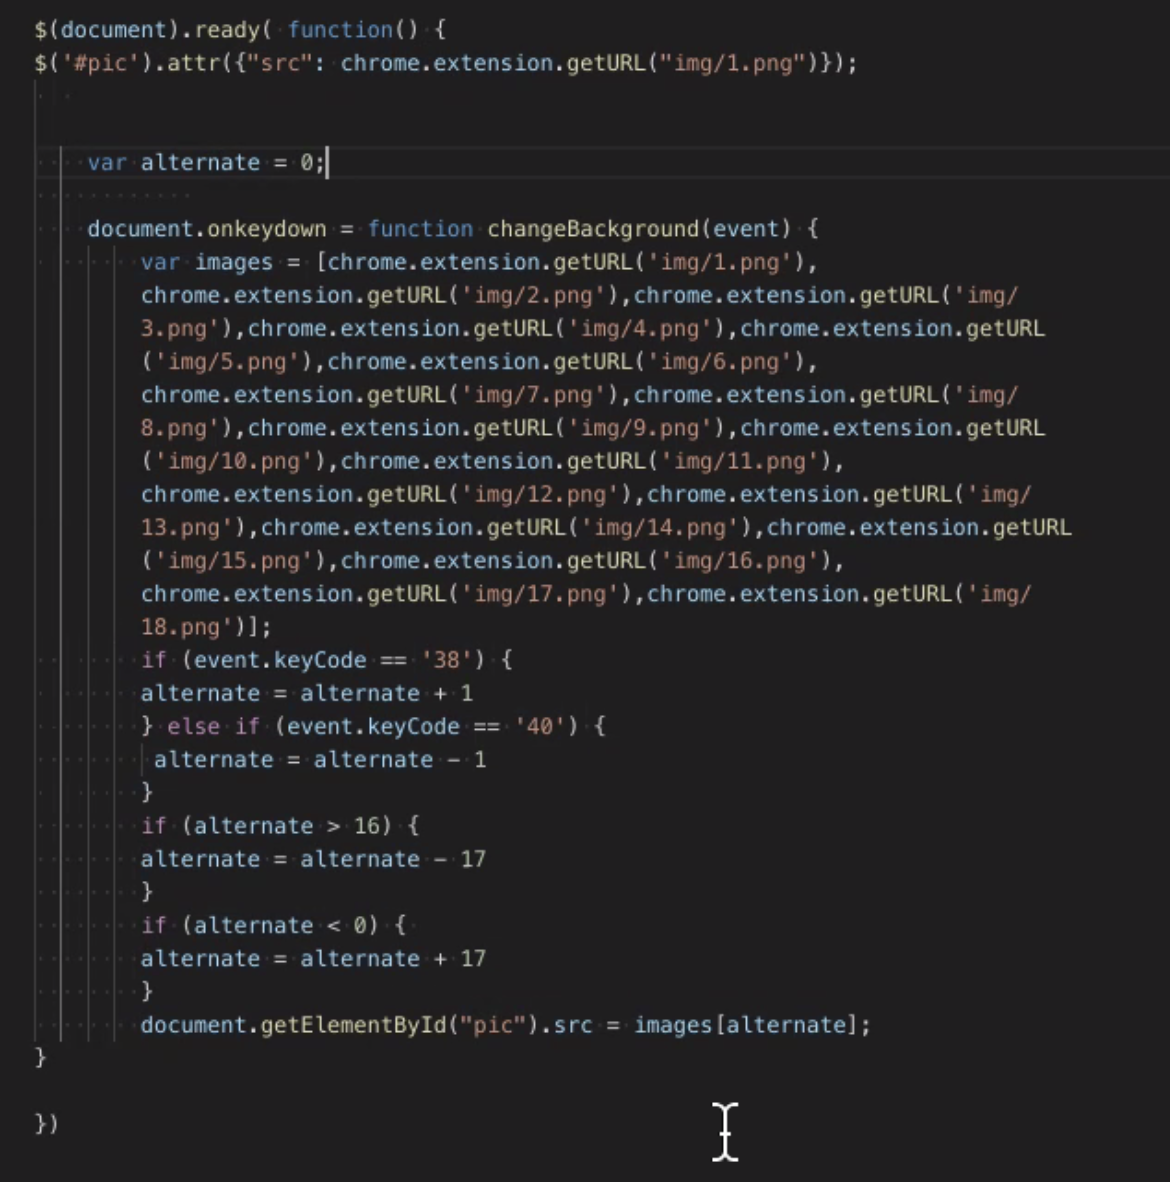 $(document).ready( function() {
$('#pic').attr({"src": chrome.extension.getURL("img/1.png")});
var alternate = 0;
document.onkeydown = function changeBackground(event) {
var images = [chrome.extension.getURL('img/1.png'),
chrome.extension.getURL('img/2.png'),chrome.extension.getURL('img/
3.png'),chrome.extension.getURL('img/4.png'),chrome.extension.getURL
('img/5.png'),chrome.extension.getURL('img/6.png'),
chrome.extension.getURL('img/7.png'),chrome.extension.getURL('img/
8.png'),chrome.extension.getURL('img/9.png'),chrome.extension.getURL
('img/10.png'),chrome.extension.getURL('img/11.png'),
chrome.extension.getURL('img/12.png'),chrome.extension.getURL('img/
13.png'),chrome.extension.getURL('img/14.png'),chrome.extension.getURL
('img/15.png'),chrome.extension.getURL('img/16.png'),
chrome.extension.getURL('img/17.png'),chrome.extension.getURL('img/
18.png')];
if (event.keyCode == '38') {
alternate = alternate + 1
} else if (event.keyCode == '40') {
alternate = alternate - 1
}
if (alternate > 16) {
alternate = alternate - 17
}
if (alternate < 0) {
alternate = alternate + 17
}
document.getElementById("pic").src = images[alternate];
}
})